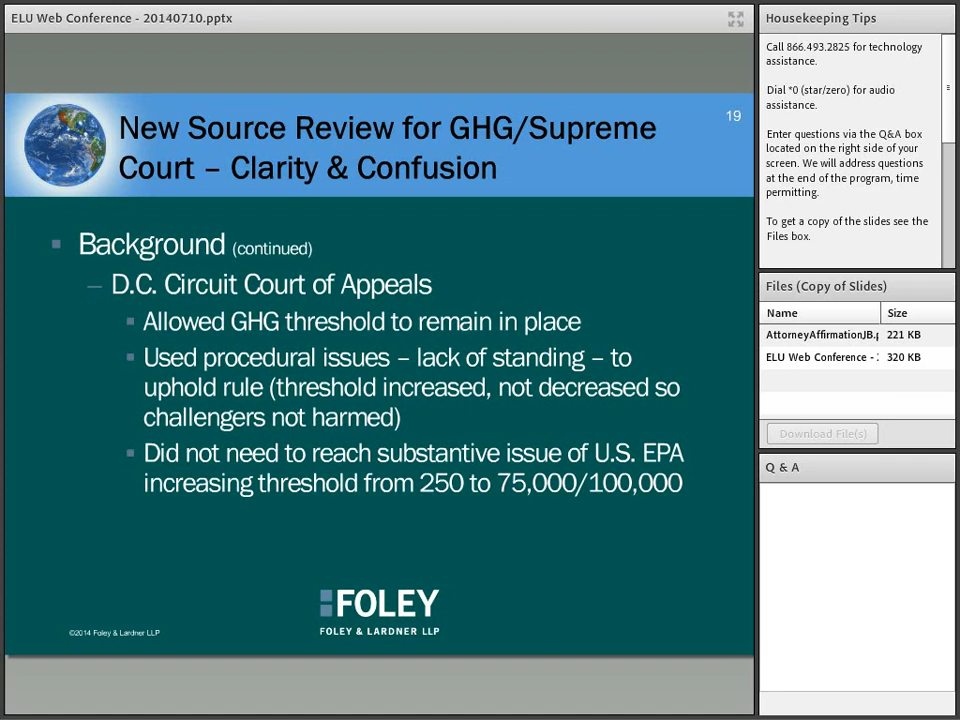 ELU Web Conference - 20140710.pptx
19
New Source Review for GHG/Supreme
Court – Clarity & Confusion
▪ Background (continued)
– D.C. Circuit Court of Appeals
▪ Allowed GHG threshold to remain in place
▪ Used procedural issues – lack of standing – to
uphold rule (threshold increased, not decreased so
challengers not harmed)
▪ Did not need to reach substantive issue of U.S. EPA
increasing threshold from 250 to 75,000/100,000
FOLEY
FOLEY & LARDNER LLP
©2014 Foley & Lardner LLP
Housekeeping Tips
Call 866.493.2825 for technology
assistance.
Dial *0 (star/zero) for audio
assistance.
Enter questions via the Q&A box
located on the right side of your
screen. We will address questions
at the end of the program, time
permitting.
To get a copy of the slides see the
Files box.
Files (Copy of Slides)
Name Size
AttorneyAffirmationJB.p 221 KB
ELU Web Conference - 320 KB
Download File(s)
Q & A